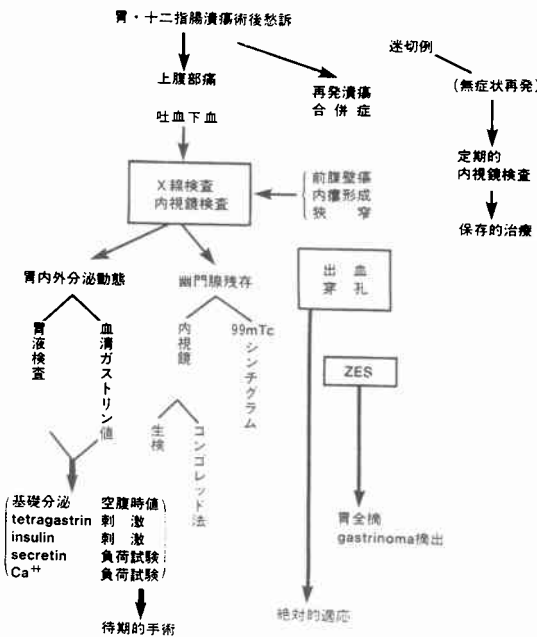 胃・十二指腸潰瘍術後愁訴
迷切例
上腹部痛
再発潰瘍
合併症
(無症状再発)
吐血下血
定期的
内視鏡検査
X線検査
内視鏡検査
前腹壁瘍
内瘻形成
狭窄
保存的治療
胃内外分泌動態
幽門腺残存
出血
穿孔
胃液検査
血清ガストリン値
内視鏡
99mTc
シンチグラム
ZES
生検
コンゴレッド法
基礎分泌 空腹時値
tetragastrin 刺激
insulin 刺激
secretin 負荷試験
Ca++ 負荷試験
胃全摘
gastrinoma摘出
絶対的適応
待期的手術